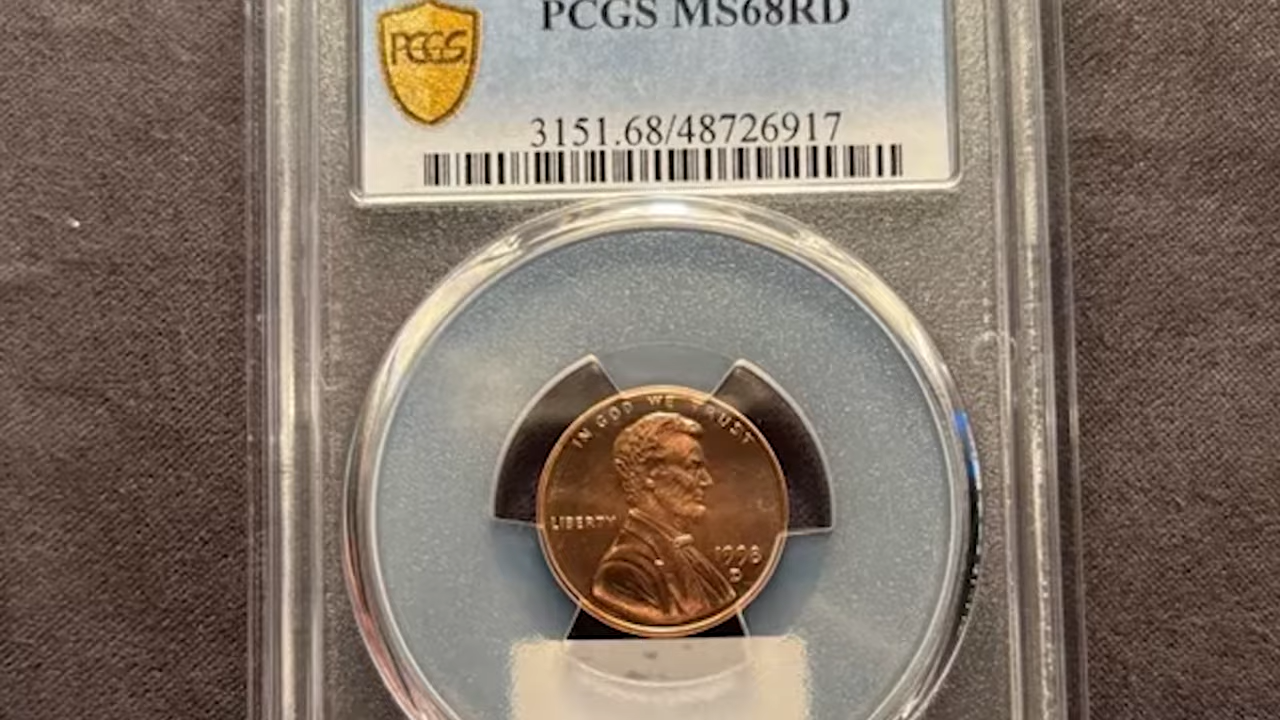 PCGS MS68RD
PCGS
3151.68/48726917
IN GOD WE TRUST
LIBERTY
1998
D